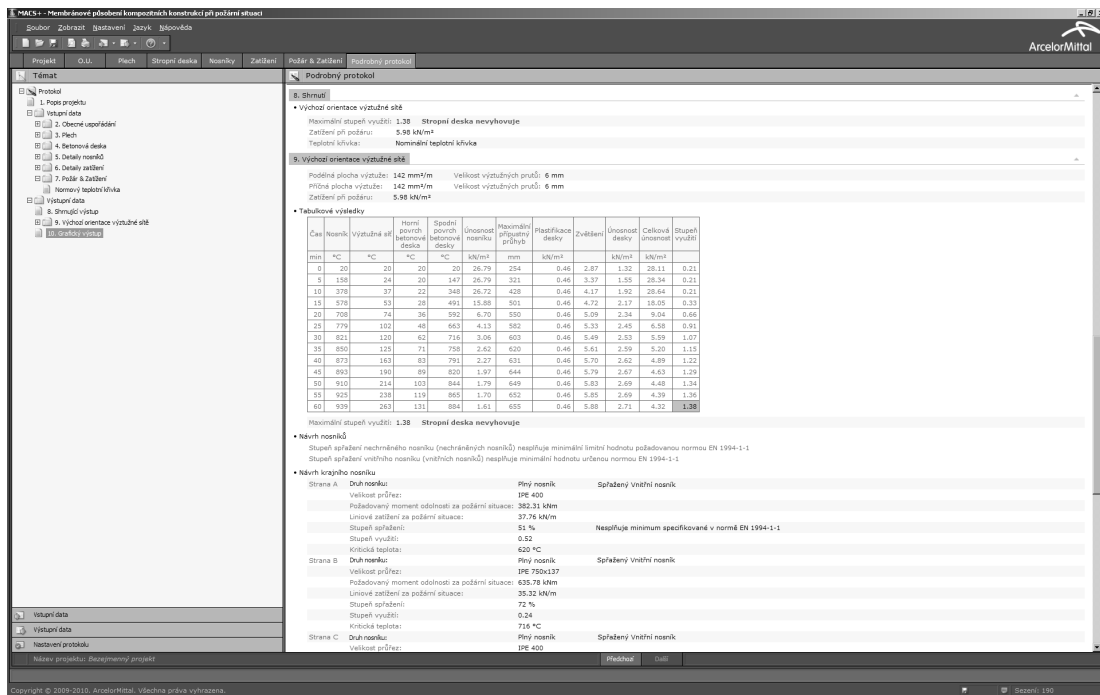 MACS+ - Membránové působení kompozitních konstrukcí při požární situaci
Soubor Zobrazit Nastavení Jazyk Nápověda
ArcelorMittal
Projekt O.U. Plech Stropní deska Nosníky Zatížení Požár & Zatížení Podrobný protokol
Témat
Protokol
1. Popis projektu
Vstupní data
2. Obecné uspořádání
3. Plech
4. Betonová deska
5. Detaily nosníků
6. Detaily zatížení
7. Požár & Zatížení
Normový teplotní křivka
Výstupní data
8. Shrnující výstup
9. Výchozí orientace výztužné sítě
10. Grafický výstup
Vstupní data
Výstupní data
Nastavení protokolu
Podrobný protokol
8. Shrnutí
• Výchozí orientace výztužné sítě
Maximální stupeň využití: 1.38 Stropní deska nevyhovuje
Zatížení při požáru: 5.98 kN/m²
Teplotní křivka: Nominální teplotní křivka
9. Výchozí orientace výztužné sítě
Podélná plocha výztuže: 142 mm²/m Velikost výztužných prutů: 6 mm
Příčná plocha výztuže: 142 mm²/m Velikost výztužných prutů: 6 mm
Zatížení při požáru: 5.98 kN/m²
• Tabulkové výsledky
Čas Nosník Výztužná síť Horní povrch betonové deska Spodní povrch betonové desky Únosnost nosníku Maximální přípustný průhyb Plastifikace desky Zvětšení Únosnost desky Celková únosnost Stupeň využití
min °C °C °C °C kN/m² mm kN/m² kN/m² kN/m²
0 20 20 20 20 26.79 254 0.46 2.87 1.32 28.11 0.21
5 158 24 20 147 26.79 321 0.46 3.37 1.55 28.34 0.21
10 378 37 22 348 26.72 428 0.46 4.17 1.92 28.64 0.21
15 578 53 28 491 15.88 501 0.46 4.72 2.17 18.05 0.33
20 708 74 36 592 6.70 550 0.46 5.09 2.34 9.04 0.66
25 779 102 48 663 4.13 582 0.46 5.33 2.45 6.58 0.91
30 821 120 62 716 3.06 603 0.46 5.49 2.53 5.59 1.07
35 850 125 71 758 2.62 620 0.46 5.61 2.59 5.20 1.15
40 873 163 83 791 2.27 631 0.46 5.70 2.62 4.89 1.22
45 893 190 89 820 1.97 644 0.46 5.79 2.67 4.63 1.29
50 910 214 103 844 1.79 649 0.46 5.83 2.69 4.48 1.34
55 925 238 119 865 1.70 652 0.46 5.85 2.69 4.39 1.36
60 939 263 131 884 1.61 655 0.46 5.88 2.71 4.32 1.38
Maximální stupeň využití: 1.38 Stropní deska nevyhovuje
• Návrh nosníků
Stupeň spřažení nechrněného nosníku (nechráněných nosníků) nesplňuje minimální limitní hodnotu požadovanou normou EN 1994-1-1
Stupeň spřažení vnitřního nosníku (vnitřních nosníků) nesplňuje minimální hodnotu určenou normou EN 1994-1-1
• Návrh krajního nosníku
Strana A Druh nosníku: Plný nosník Spřažený Vnitřní nosník
Velikost průřez: IPE 400
Požadovaný moment odolnosti za požární situace: 382.31 kNm
Liniové zatížení za požární situace: 37.76 kN/m
Stupeň spřažení: 51 % Nesplňuje minimum specifikované v normě EN 1994-1-1
Stupeň využití: 0.52
Kritická teplota: 620 °C
Strana B Druh nosníku: Plný nosník Spřažený Vnitřní nosník
Velikost průřez: IPE 750x137
Požadovaný moment odolnosti za požární situace: 635.78 kNm
Liniové zatížení za požární situace: 35.32 kN/m
Stupeň spřažení: 72 %
Stupeň využití: 0.24
Kritická teplota: 716 °C
Strana C Druh nosníku: Plný nosník Spřažený Vnitřní nosník
Velikost průřez: IPE 400
Název projektu: Bezejmenný projekt
Předchozí Další
Copyright © 2009-2010. ArcelorMittal. Všechna práva vyhrazena.
Sezení: 190